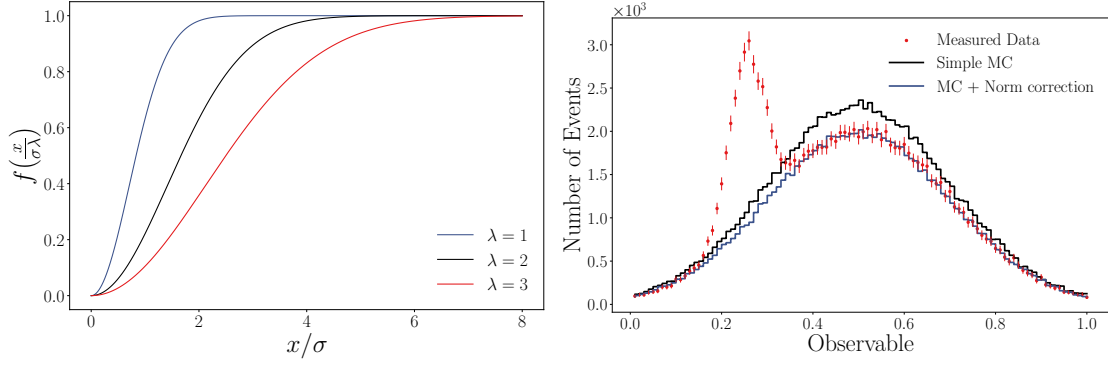 1.0
0.8
0.6
0.4
0.2
0.0
f(x/σλ)
λ = 1
λ = 2
λ = 3
0 2 4 6 8
x/σ
×10³
3.0
2.5
2.0
1.5
1.0
0.5
0.0
Number of Events
Measured Data
Simple MC
MC + Norm correction
0.0 0.2 0.4 0.6 0.8 1.0
Observable